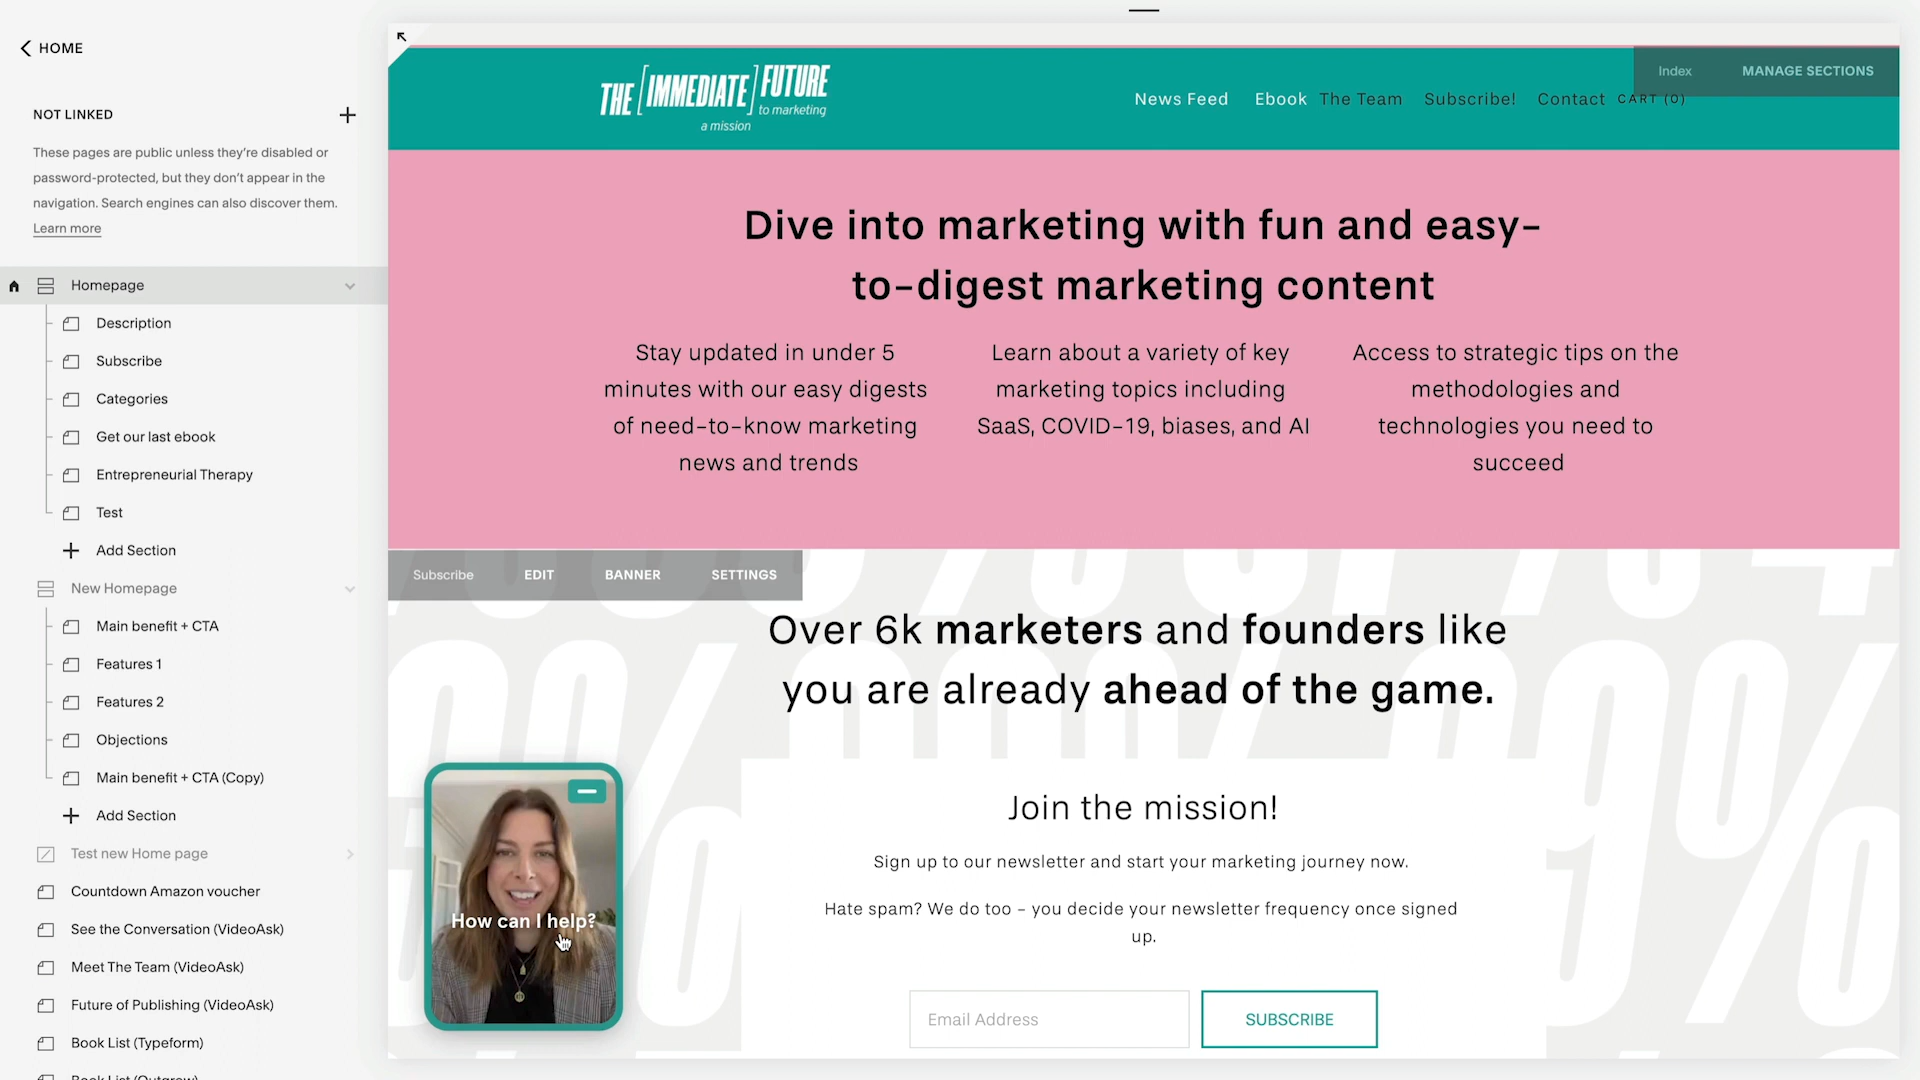 HOME
NOT LINKED
These pages are public unless they're disabled or
password-protected, but they don't appear in the
navigation. Search engines can also discover them.
Learn more
Homepage
Description
Subscribe
Categories
Get our last ebook
Entrepreneurial Therapy
Test
Add Section
New Homepage
Main benefit + CTA
Features 1
Features 2
Objections
Main benefit + CTA (Copy)
Add Section
Test new Home page
Countdown Amazon voucher
See the Conversation (VideoAsk)
Meet The Team (VideoAsk)
Future of Publishing (VideoAsk)
Book List (Typeform)
Book List (Outgrow)
THE [IMMEDIATE] FUTURE
to marketing
a mission
News Feed Ebook The Team Subscribe! Contact CART (0)
Index MANAGE SECTIONS
Dive into marketing with fun and easy-
to-digest marketing content
Stay updated in under 5
minutes with our easy digests
of need-to-know marketing
news and trends
Learn about a variety of key
marketing topics including
SaaS, COVID-19, biases, and AI
Access to strategic tips on the
methodologies and
technologies you need to
succeed
Subscribe EDIT BANNER SETTINGS
Over 6k marketers and founders like
you are already ahead of the game.
How can I help?
Join the mission!
Sign up to our newsletter and start your marketing journey now.
Hate spam? We do too - you decide your newsletter frequency once signed
up.
Email Address
SUBSCRIBE